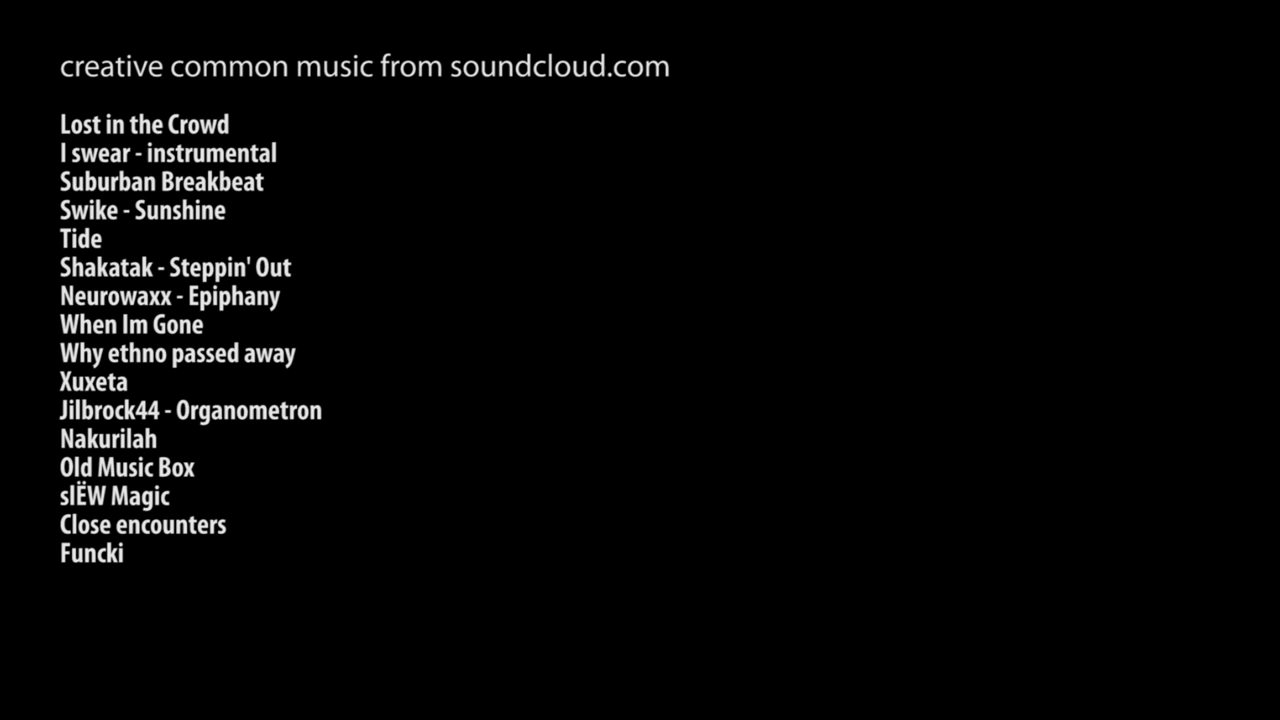 creative common music from soundcloud.com
Lost in the Crowd
I swear - instrumental
Suburban Breakbeat
Swike - Sunshine
Tide
Shakatak - Steppin' Out
Neurowaxx - Epiphany
When Im Gone
Why ethno passed away
Xuxeta
Jilbrock44 - Organometron
Nakurilah
Old Music Box
slËW Magic
Close encounters
Funcki